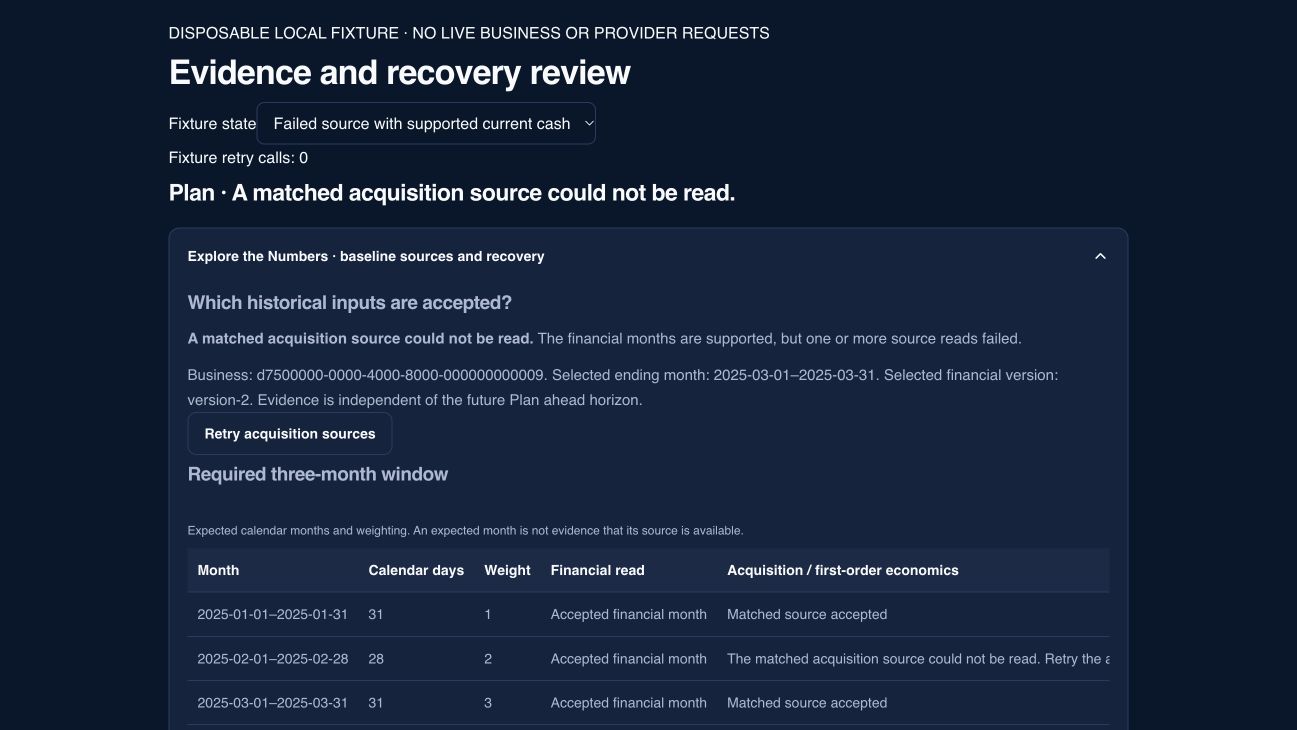 DISPOSABLE LOCAL FIXTURE · NO LIVE BUSINESS OR PROVIDER REQUESTS
Evidence and recovery review
Fixture state Failed source with supported current cash
Fixture retry calls: 0
Plan · A matched acquisition source could not be read.
Explore the Numbers · baseline sources and recovery
Which historical inputs are accepted?
A matched acquisition source could not be read. The financial months are supported, but one or more source reads failed.
Business: d7500000-0000-4000-8000-000000000009. Selected ending month: 2025-03-01–2025-03-31. Selected financial version:
version-2. Evidence is independent of the future Plan ahead horizon.
Retry acquisition sources
Required three-month window
Expected calendar months and weighting. An expected month is not evidence that its source is available.
Month Calendar days Weight Financial read Acquisition / first-order economics
2025-01-01–2025-01-31 31 1 Accepted financial month Matched source accepted
2025-02-01–2025-02-28 28 2 Accepted financial month The matched acquisition source could not be read. Retry the
2025-03-01–2025-03-31 31 3 Accepted financial month Matched source accepted